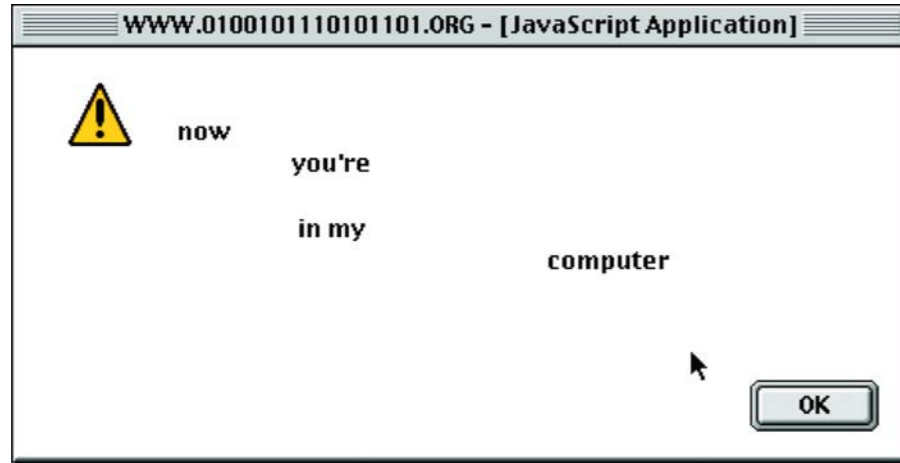 WWW.0100101110101101.ORG - [JavaScript Application]
now
you're
in my
computer
OK